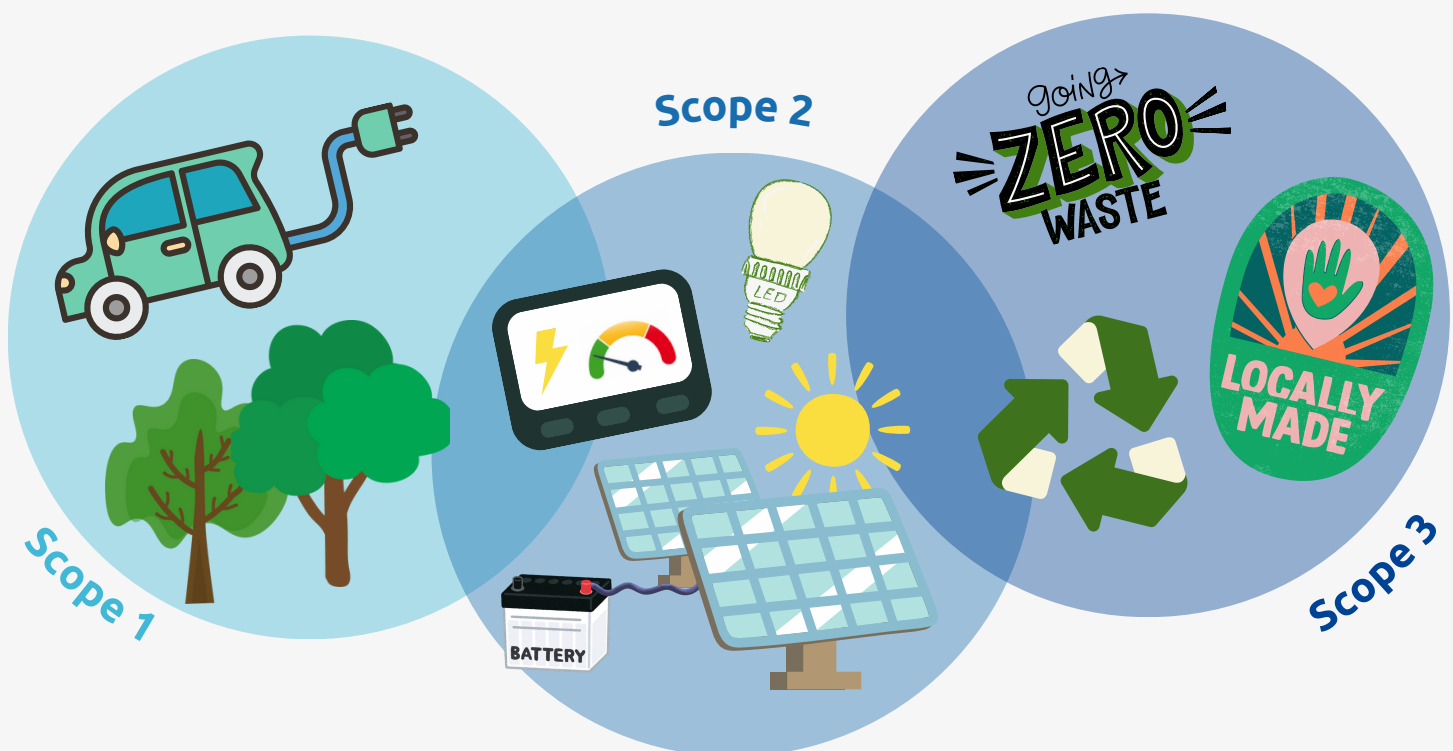 Scope 1
Scope 2
LED
BATTERY
going
ZERO
WASTE
LOCALLY
MADE
Scope 3